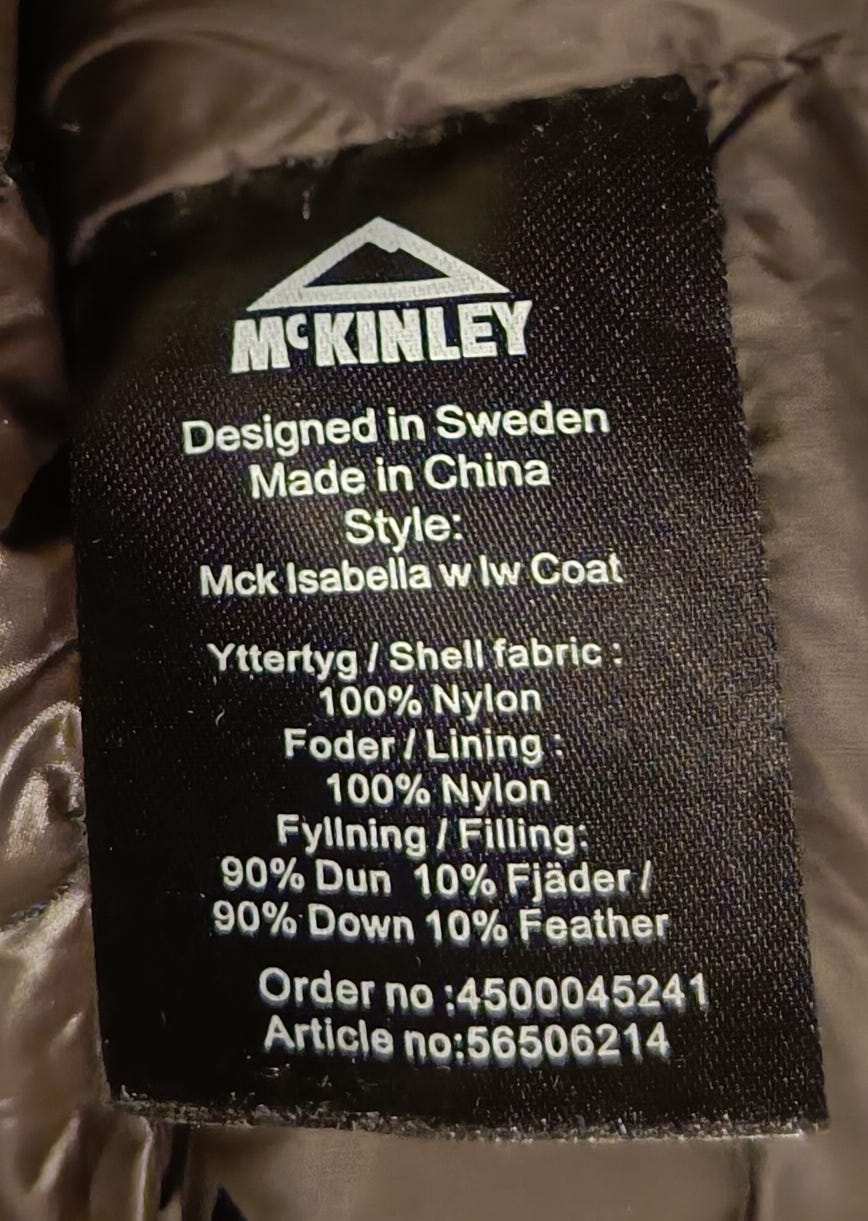 McKINLEY
Designed in Sweden
Made in China
Style:
Mck Isabella w lw Coat
Yttertyg / Shell fabric :
100% Nylon
Foder / Lining :
100% Nylon
Fyllning / Filling:
90% Dun 10% Fjäder /
90% Down 10% Feather
Order no :4500045241
Article no:56506214